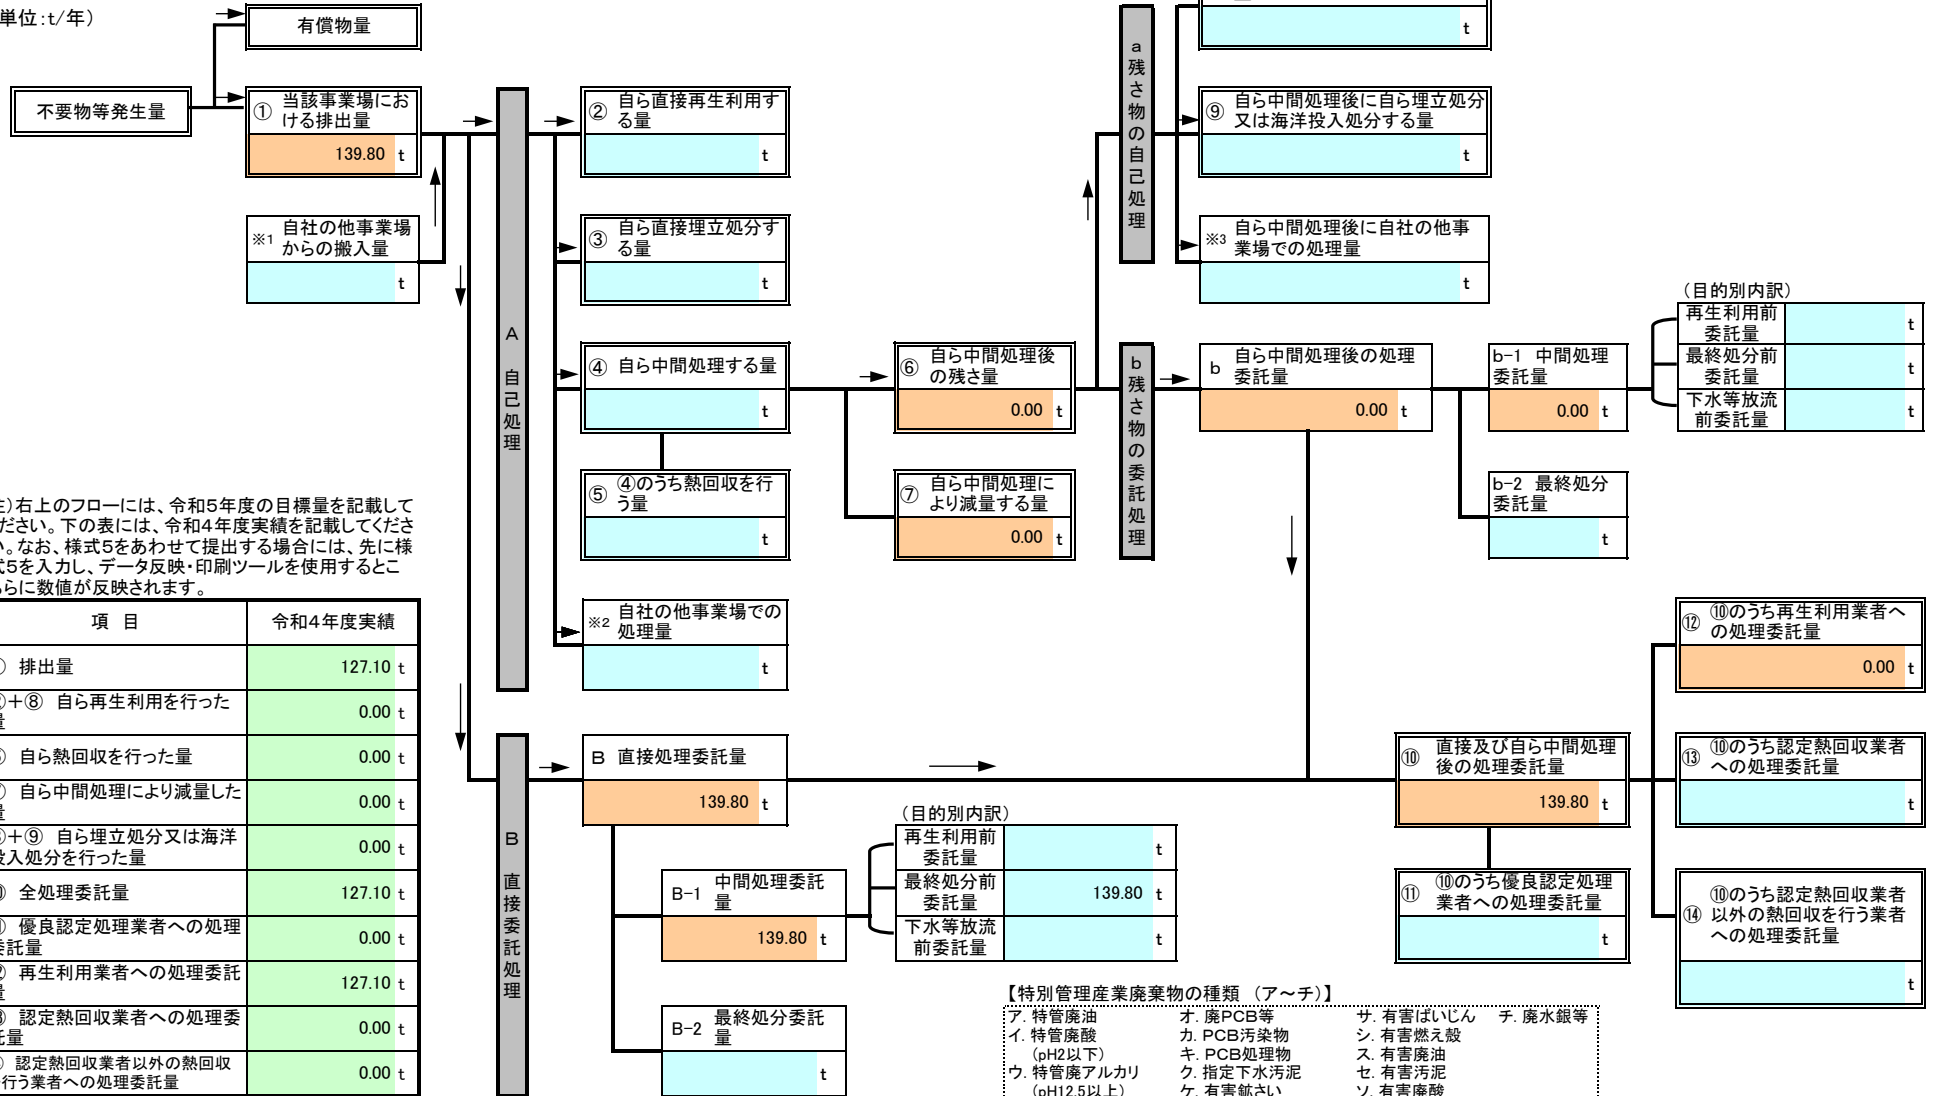 単位：t/年）
有償物量
不要物等発生量
① 当該事業場にお
ける排出量
139.80 t
※1 自社の他事業場
からの搬入量
t
A 自己処理
② 自ら直接再生利用す
る量
t
③ 自ら直接埋立処分す
る量
t
④ 自ら中間処理する量
t
⑤ ④のうち熱回収を行
う量
t
※2 自社の他事業場での
処理量
t
⑥ 自ら中間処理後
の残さ量
0.00 t
⑦ 自ら中間処理に
より減量する量
0.00 t
a 残さ物の自己処理
t
⑨ 自ら中間処理後に自ら埋立処分
又は海洋投入処分する量
t
※3 自ら中間処理後に自社の他事
業場での処理量
t
b 残さ物の委託処理
b 自ら中間処理後の処理
委託量
0.00 t
b-1 中間処理
委託量
0.00 t
b-2 最終処分
委託量
t
（目的別内訳）
再生利用前
委託量
t
最終処分前
委託量
t
下水等放流
前委託量
t
）右上のフローには、令和5年度の目標量を記載して
ださい。下の表には、令和4年度実績を記載してくださ
い。なお、様式5をあわせて提出する場合には、先に様
式5を入力し、データ反映・印刷ツールを使用するとこ
らに数値が反映されます。
項 目 令和4年度実績
排出量 127.10 t
＋⑧ 自ら再生利用を行った
量 0.00 t
自ら熱回収を行った量 0.00 t
自ら中間処理により減量した
量 0.00 t
＋⑨ 自ら埋立処分又は海洋
投入処分を行った量 0.00 t
全処理委託量 127.10 t
優良認定処理業者への処理
委託量 0.00 t
再生利用業者への処理委託
量 127.10 t
認定熱回収業者への処理委
託量 0.00 t
認定熱回収業者以外の熱回収
を行う業者への処理委託量 0.00 t
B 直接委託処理
B 直接処理委託量
139.80 t
B-1 中間処理委託
量
139.80 t
B-2 最終処分委託
量
t
（目的別内訳）
再生利用前
委託量
t
最終処分前
委託量
139.80 t
下水等放流
前委託量
t
⑩ 直接及び自ら中間処理
後の処理委託量
139.80 t
⑪ ⑩のうち優良認定処理
業者への処理委託量
t
⑫ ⑩のうち再生利用業者へ
の処理委託量
0.00 t
⑬ ⑩のうち認定熱回収業者
への処理委託量
t
⑭ ⑩のうち認定熱回収業者
以外の熱回収を行う業者
への処理委託量
t
【特別管理産業廃棄物の種類 （ア～チ）】
ア. 特管廃油 オ. 廃PCB等 サ. 有害ばいじん チ. 廃水銀等
イ. 特管廃酸 カ. PCB汚染物 シ. 有害燃え殻
(pH2以下) キ. PCB処理物 ス. 有害廃油
ウ. 特管廃アルカリ ク. 指定下水汚泥 セ. 有害汚泥
(pH12.5以上) ケ. 有害鉱さい ソ. 有害廃酸